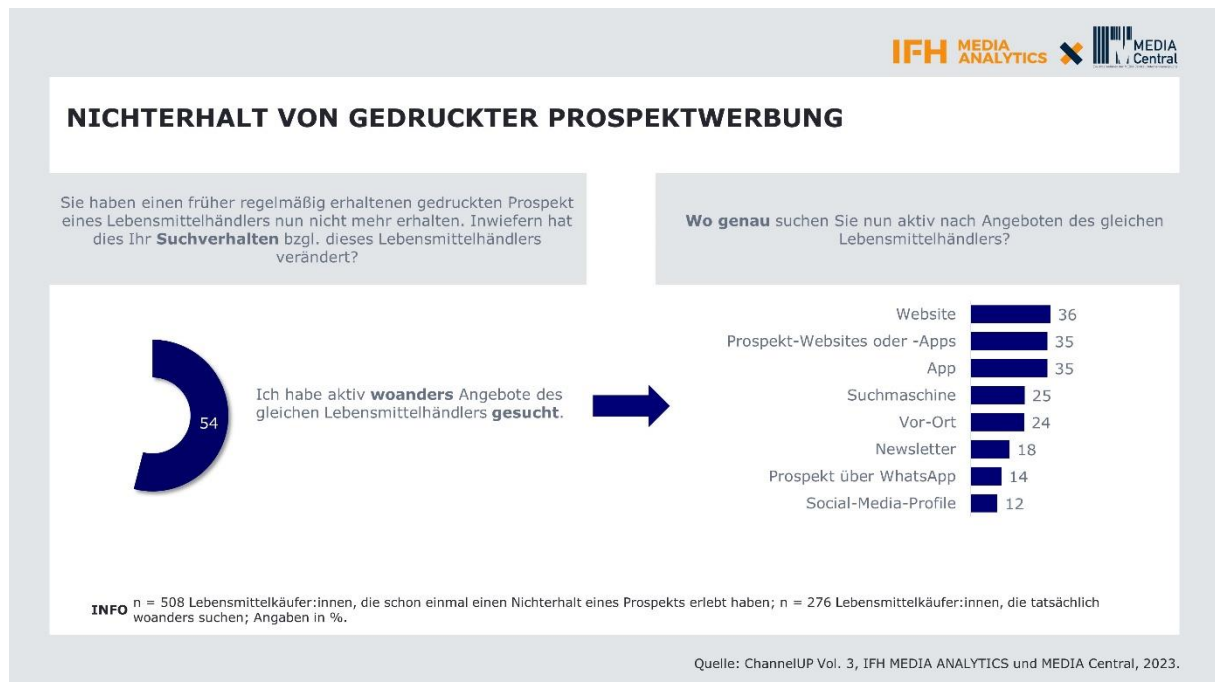 IFH MEDIA ANALYTICS
MEDIA Central
NICHTERHALT VON GEDRUCKTER PROSPEKTWERBUNG
Sie haben einen früher regelmäßig erhaltenen gedruckten Prospekt
eines Lebensmittelhändlers nun nicht mehr erhalten. Inwiefern hat
dies Ihr Suchverhalten bzgl. dieses Lebensmittelhändlers
verändert?
Wo genau suchen Sie nun aktiv nach Angeboten des gleichen
Lebensmittelhändlers?
54
Ich habe aktiv woanders Angebote des
gleichen Lebensmittelhändlers gesucht.
Website 36
Prospekt-Websites oder -Apps 35
App 35
Suchmaschine 25
Vor-Ort 24
Newsletter 18
Prospekt über WhatsApp 14
Social-Media-Profile 12
INFO n = 508 Lebensmittelkäufer:innen, die schon einmal einen Nichterhalt eines Prospekts erlebt haben; n = 276 Lebensmittelkäufer:innen, die tatsächlich
woanders suchen; Angaben in %.
Quelle: ChannelUP Vol. 3, IFH MEDIA ANALYTICS und MEDIA Central, 2023.